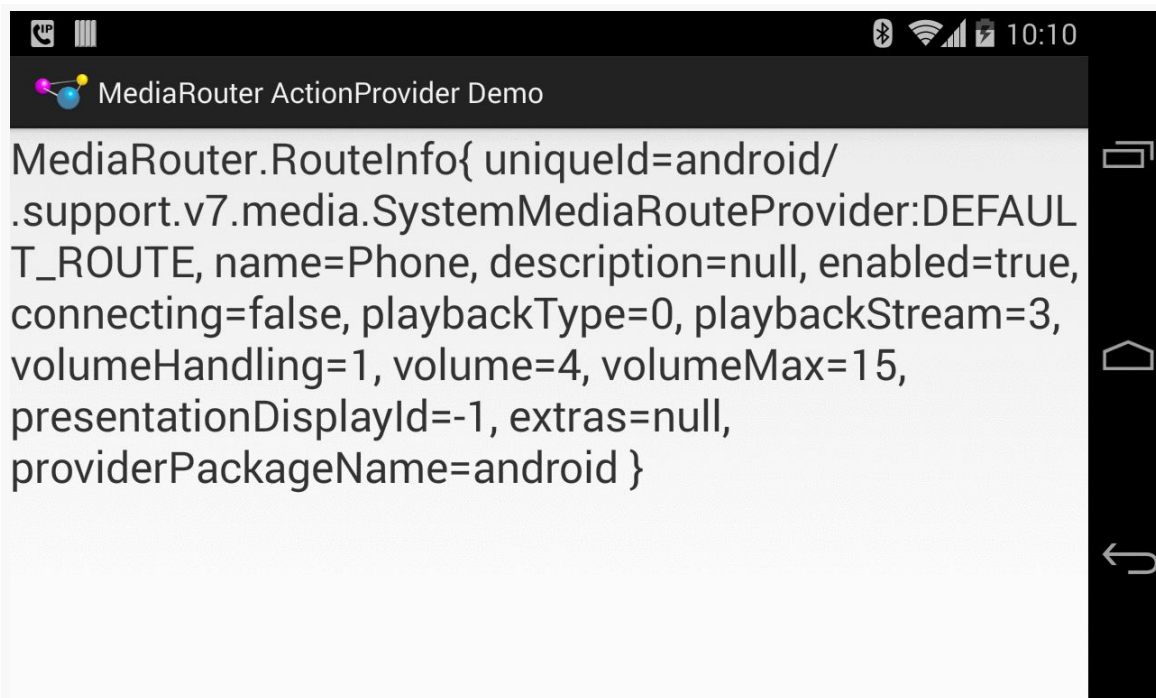 IP
10:10
MediaRouter ActionProvider Demo
MediaRouter.RouteInfo{ uniqueId=android/
.support.v7.media.SystemMediaRouteProvider:DEFAUL
T_ROUTE, name=Phone, description=null, enabled=true,
connecting=false, playbackType=0, playbackStream=3,
volumeHandling=1, volume=4, volumeMax=15,
presentationDisplayId=-1, extras=null,
providerPackageName=android }